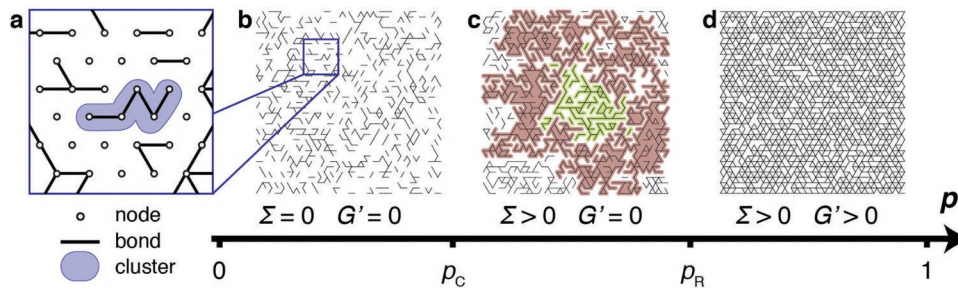 a
b
c
d
Σ = 0 G' = 0
Σ > 0 G' = 0
Σ > 0 G' > 0
p
node
bond
cluster
0
p_C
p_R
1